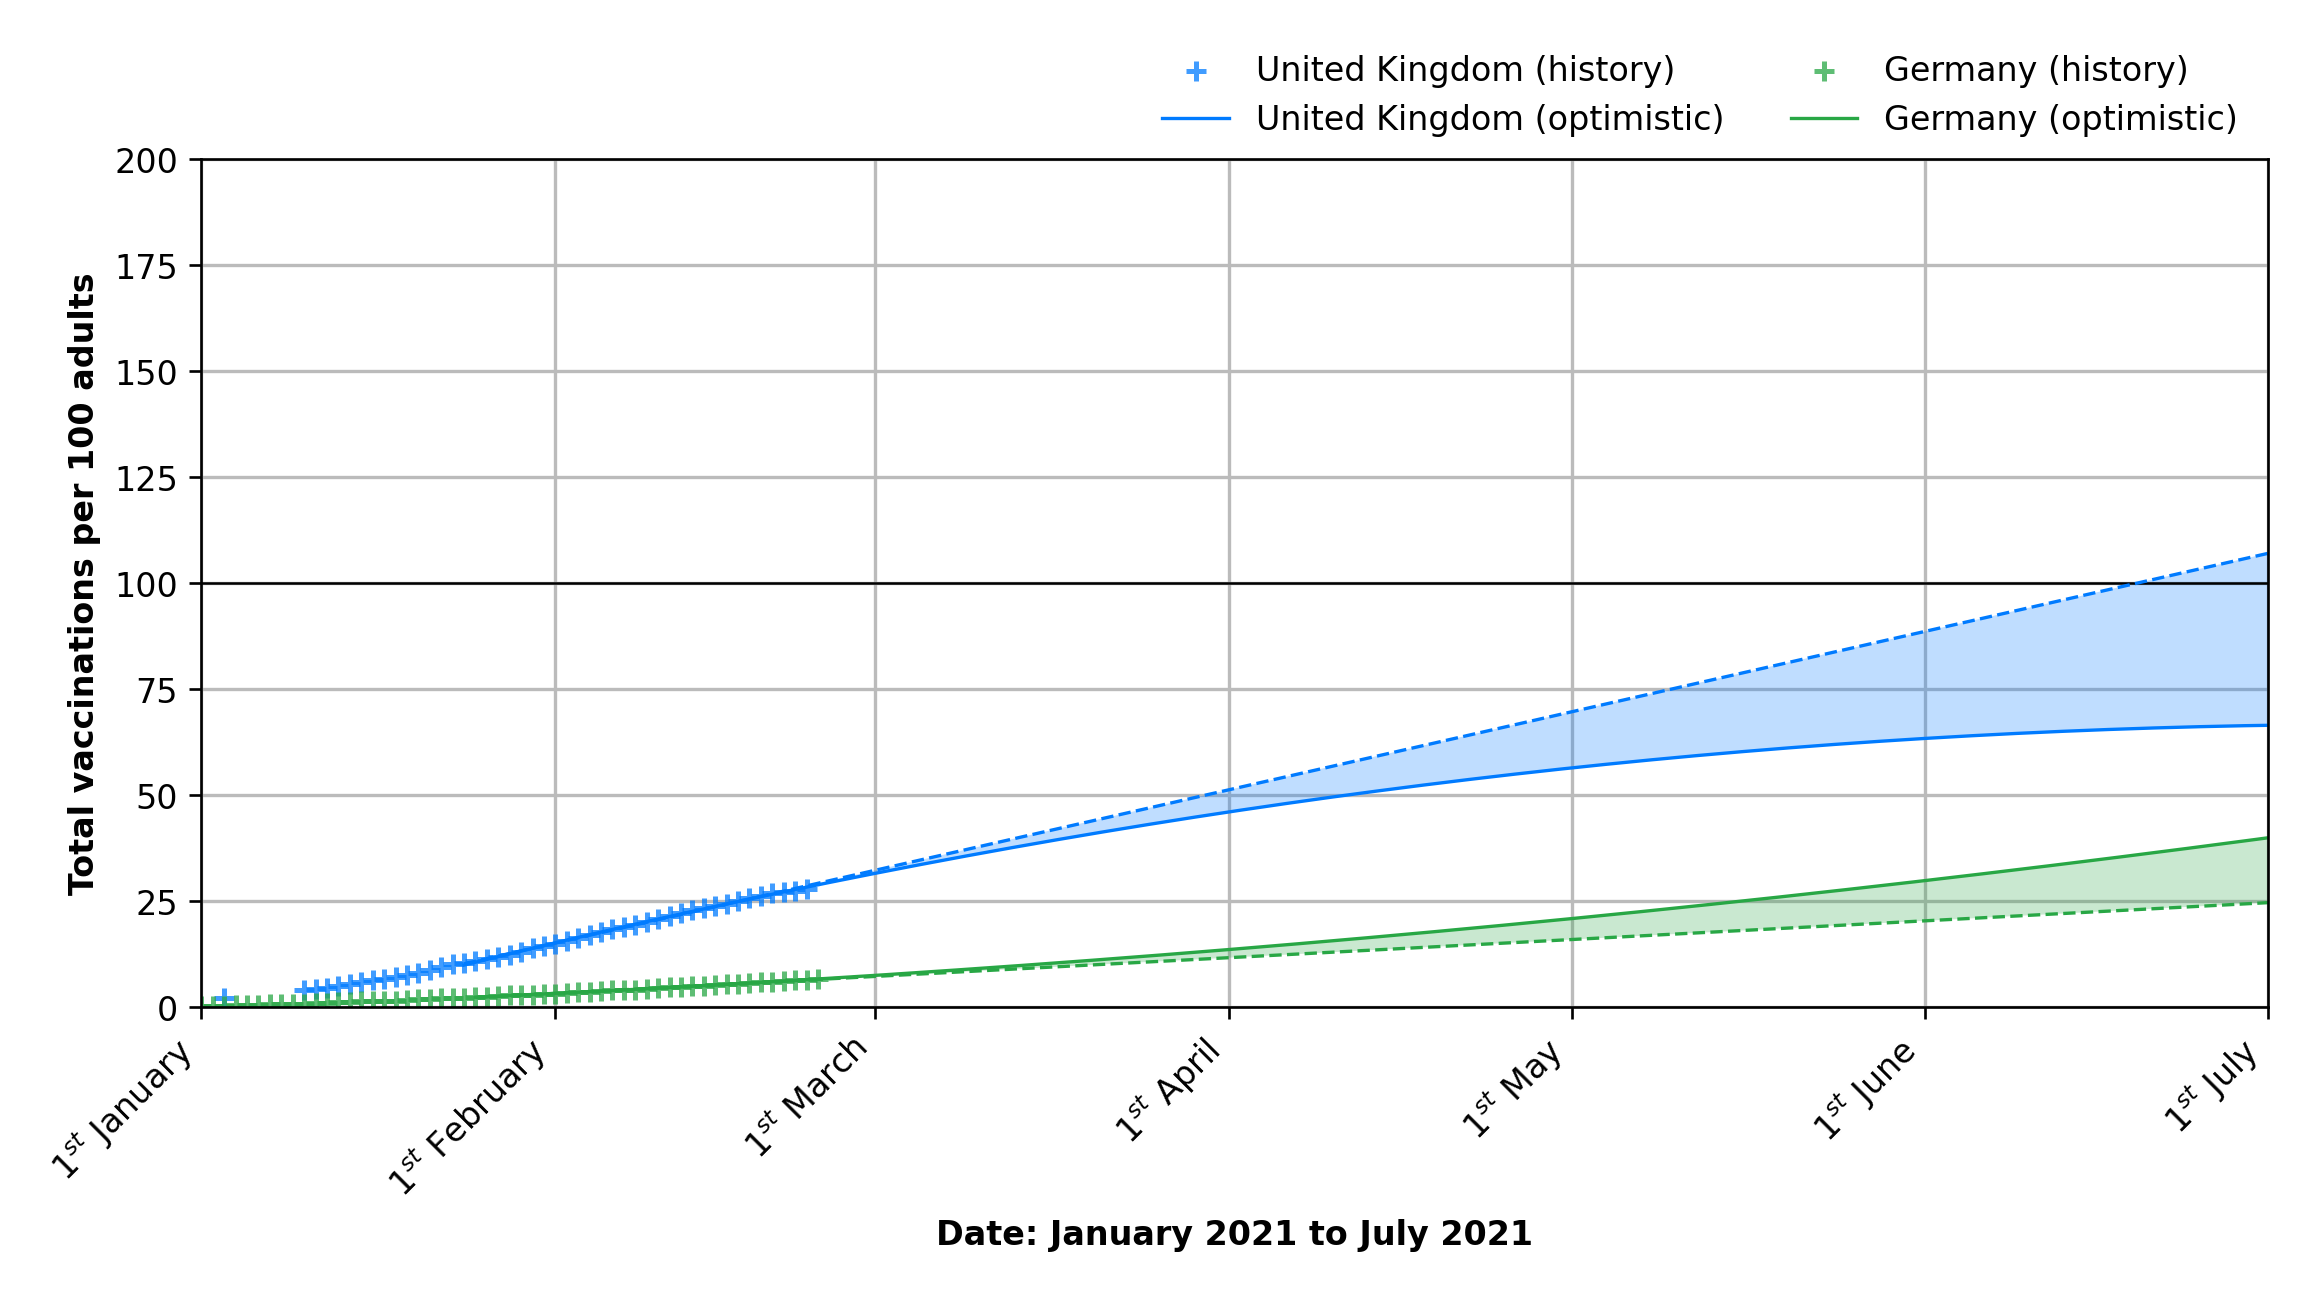 United Kingdom (history)
United Kingdom (optimistic)
Germany (history)
Germany (optimistic)
Total vaccinations per 100 adults
200
175
150
125
100
75
50
25
0
1st January
1st February
1st March
1st April
1st May
1st June
1st July
Date: January 2021 to July 2021